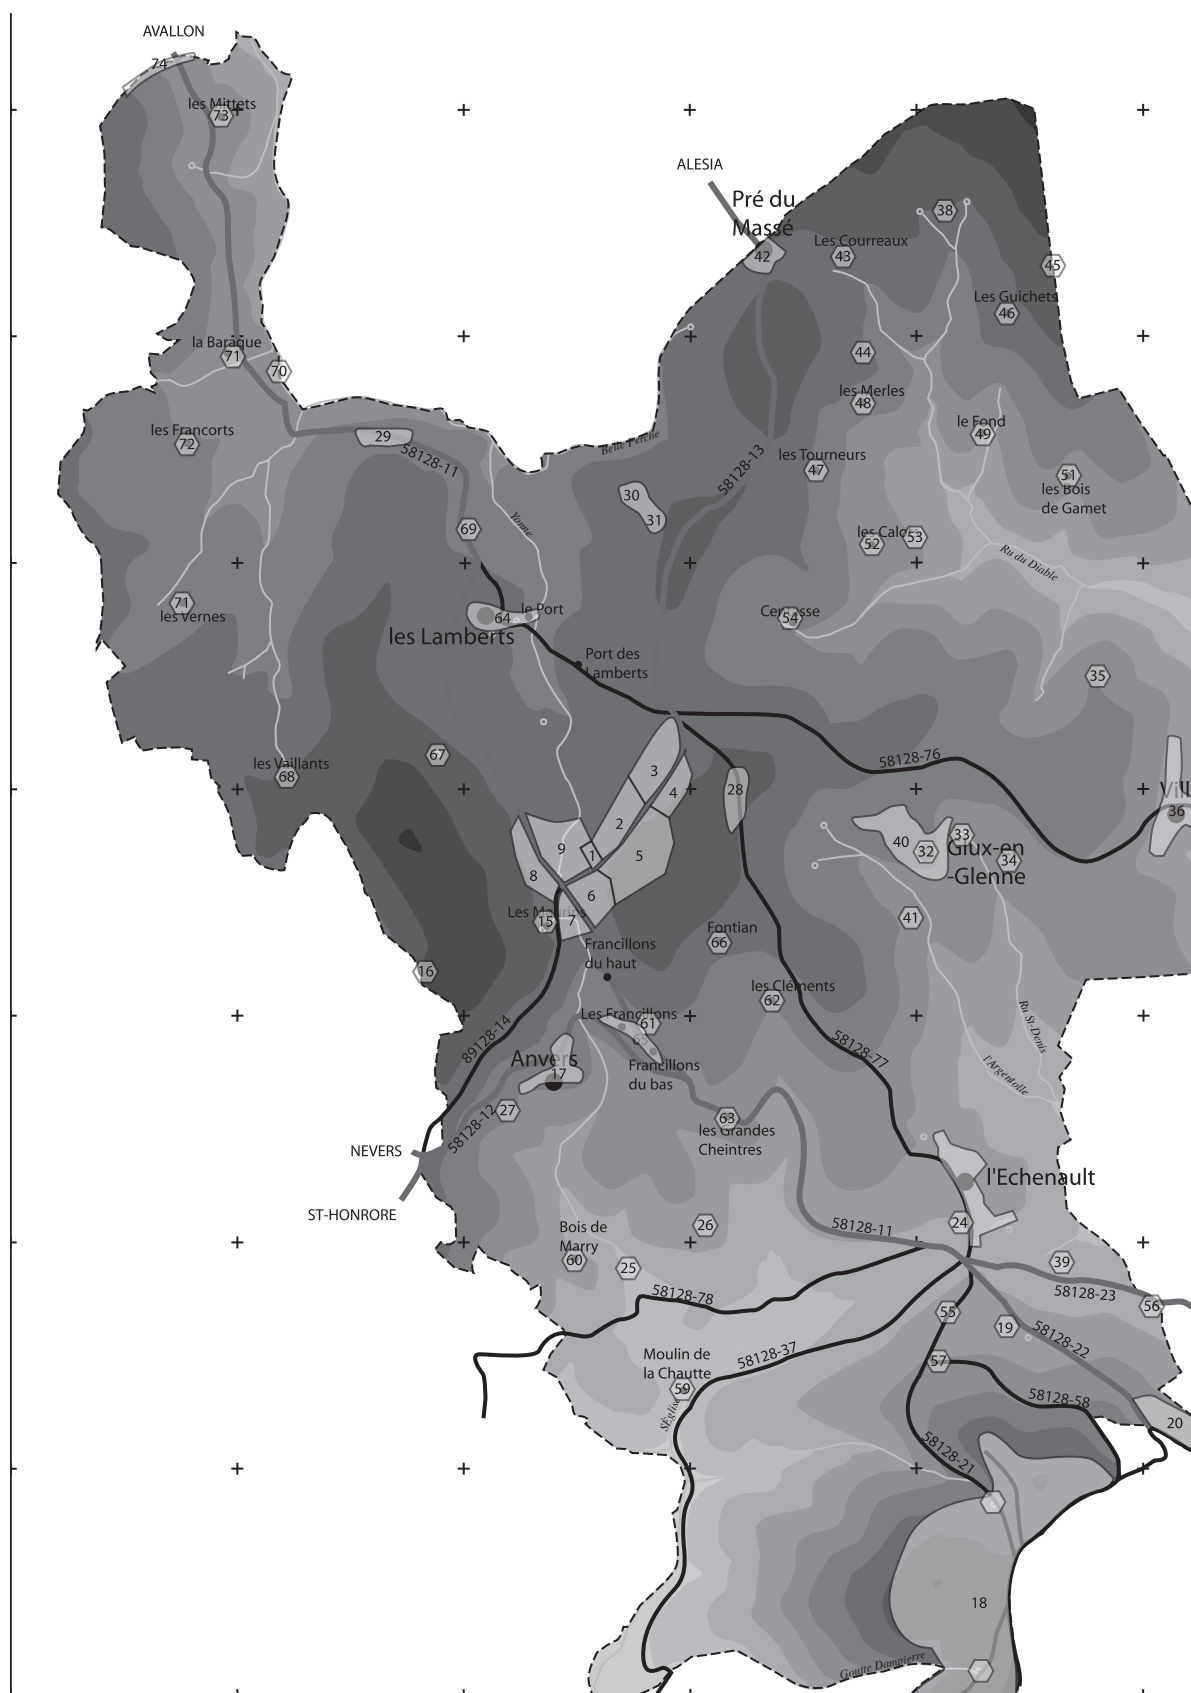 AVALLON
74
les Mittets
73
ALESIA
Pré du
Massé
42
Les Courreaux
43
38
45
Les Guichets
46
la Baraque
71
70
44
les Merles
48
les Francorts
72
29
58128-11
Belle Perche
58128-13
les Tourneurs
47
le Fond
49
51
les Bois
de Gamet
30
31
69
Yonne
52
53
Ru du Diable
71
les Vernes
64
le Port
les Lamberts
54
Port des
Lamberts
35
67
les Vaillants
68
58128-76
3
4
28
2
1
5
9
8
6
7
36
40
32
33
34
Glux-en
-Glenne
Les Maurins
15
41
Fontian
66
Francillons
du haut
16
les Cléments
62
Les Francillons
61
65
89128-14
58128-77
Ru St-Denis
l'Argentolle
Anvers
17
Francillons
du bas
27
58128-12
63
les Grandes
Cheintres
NEVERS
ST-HONRORE
l'Echenault
24
26
58128-11
Bois de
Marry
60
25
39
58128-23
56
58128-78
55
19
58128-22
Moulin de
la Chautte
59
58128-37
57
58128-58
20
58128-21
18
Goutte Dampierre